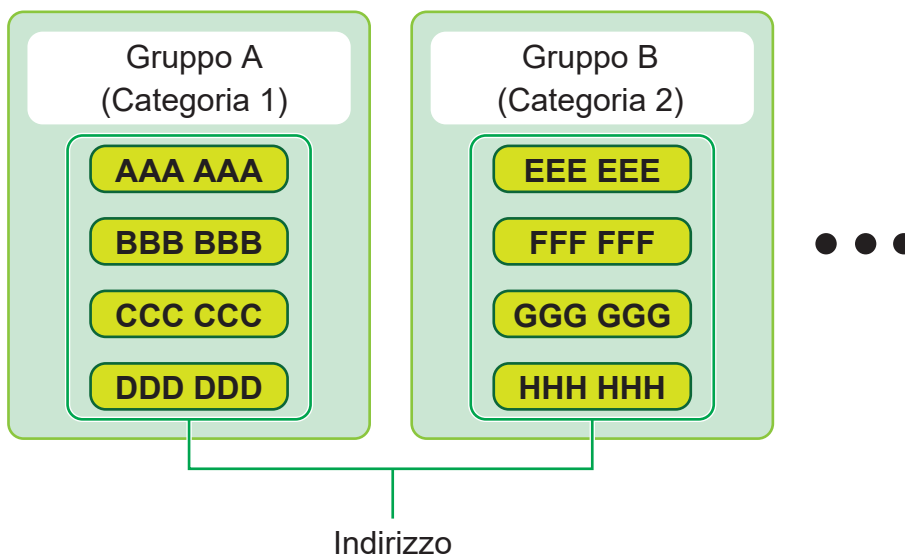 Gruppo A
(Categoria 1)
AAA AAA
BBB BBB
CCC CCC
DDD DDD
Gruppo B
(Categoria 2)
EEE EEE
FFF FFF
GGG GGG
HHH HHH
Indirizzo